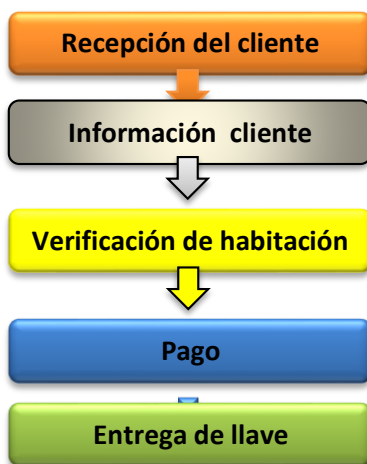 Recepción del cliente
Información cliente
Verificación de habitación
Pago
Entrega de llave